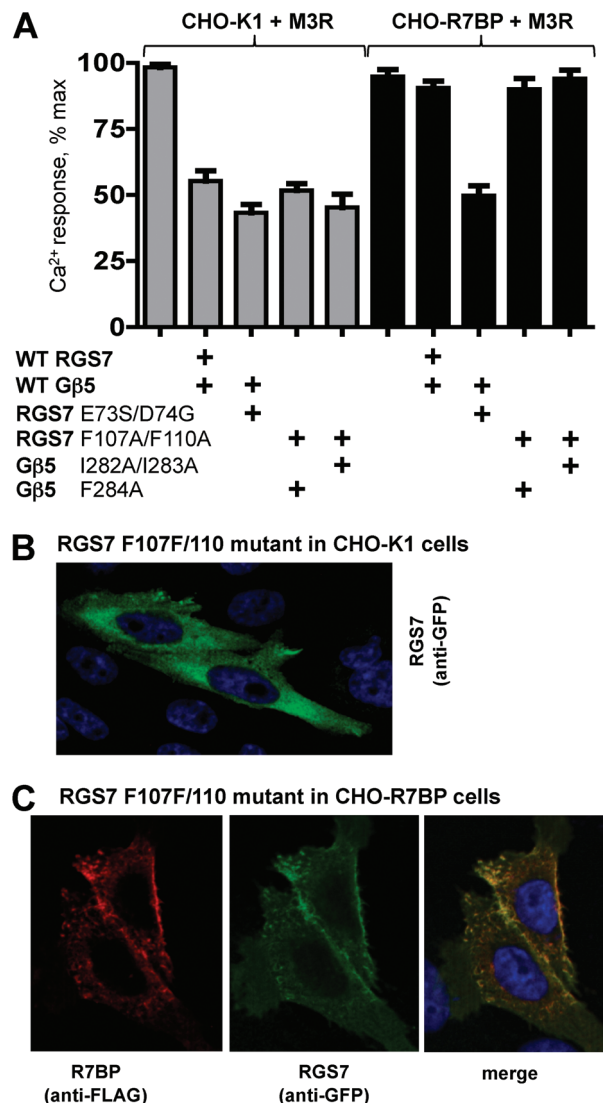 A
CHO-K1 + M3R CHO-R7BP + M3R
Ca²⁺ response, % max
100
75
50
25
0
WT RGS7 + +
WT Gβ5 + + + +
RGS7 E73S/D74G + +
RGS7 F107A/F110A + + + +
Gβ5 I282A/I283A + +
Gβ5 F284A + +
B RGS7 F107F/110 mutant in CHO-K1 cells
RGS7
(anti-GFP)
C RGS7 F107F/110 mutant in CHO-R7BP cells
R7BP RGS7 merge
(anti-FLAG) (anti-GFP)